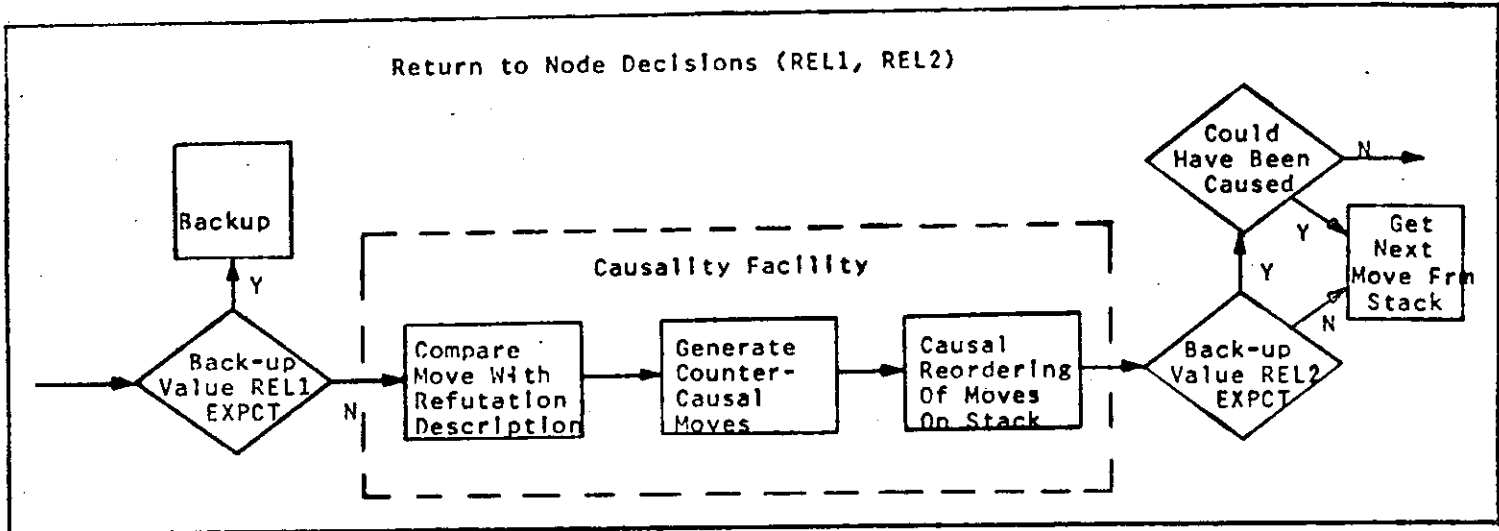 Return to Node Decisions (REL1, REL2)
Backup
Y
Back-up
Value REL1
EXPCT
N
Causality Facility
Compare
Move With
Refutation
Description
Generate
Counter-
Causal
Moves
Causal
Reordering
Of Moves
On Stack
Back-up
Value REL2
EXPCT
Y
N
Could
Have Been
Caused
N
Y
Get
Next
Move Frm
Stack